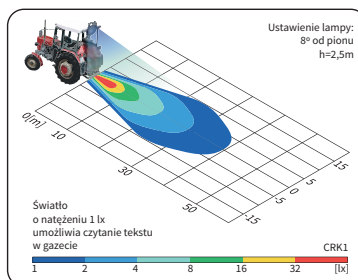 Ustawienie lampy:
8º od pionu
h=2,5m
0[m]
10
30
50
-15
-5
0
5
15
Światło
o natężeniu 1 lx
umożliwia czytanie tekstu
w gazecie
CRK1
1 2 4 8 16 32 [lx]